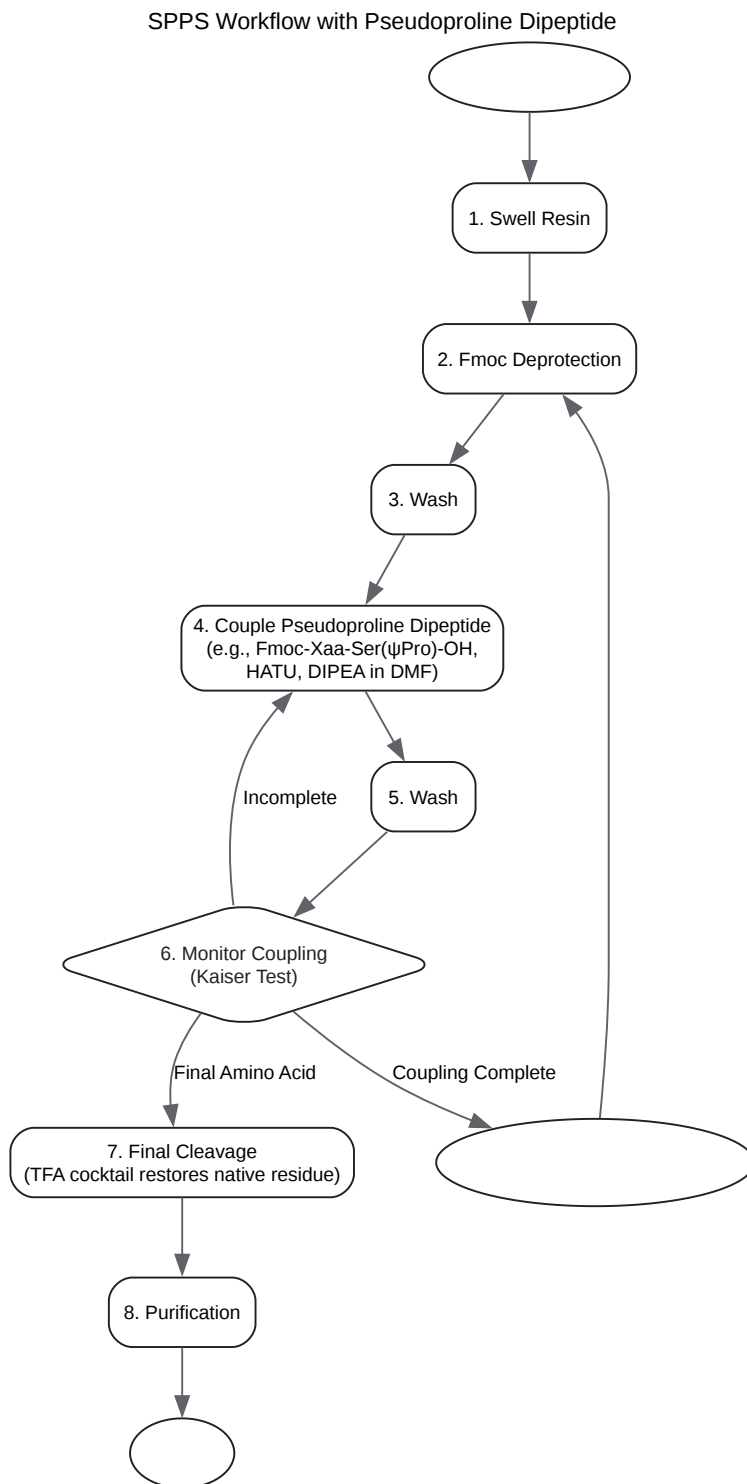 SPPS Workflow with Pseudoproline Dipeptide
1. Swell Resin
2. Fmoc Deprotection
3. Wash
4. Couple Pseudoproline Dipeptide
(e.g., Fmoc-Xaa-Ser(ψPro)-OH,
HATU, DIPEA in DMF)
Incomplete
5. Wash
6. Monitor Coupling
(Kaiser Test)
Final Amino Acid
Coupling Complete
7. Final Cleavage
(TFA cocktail restores native residue)
8. Purification